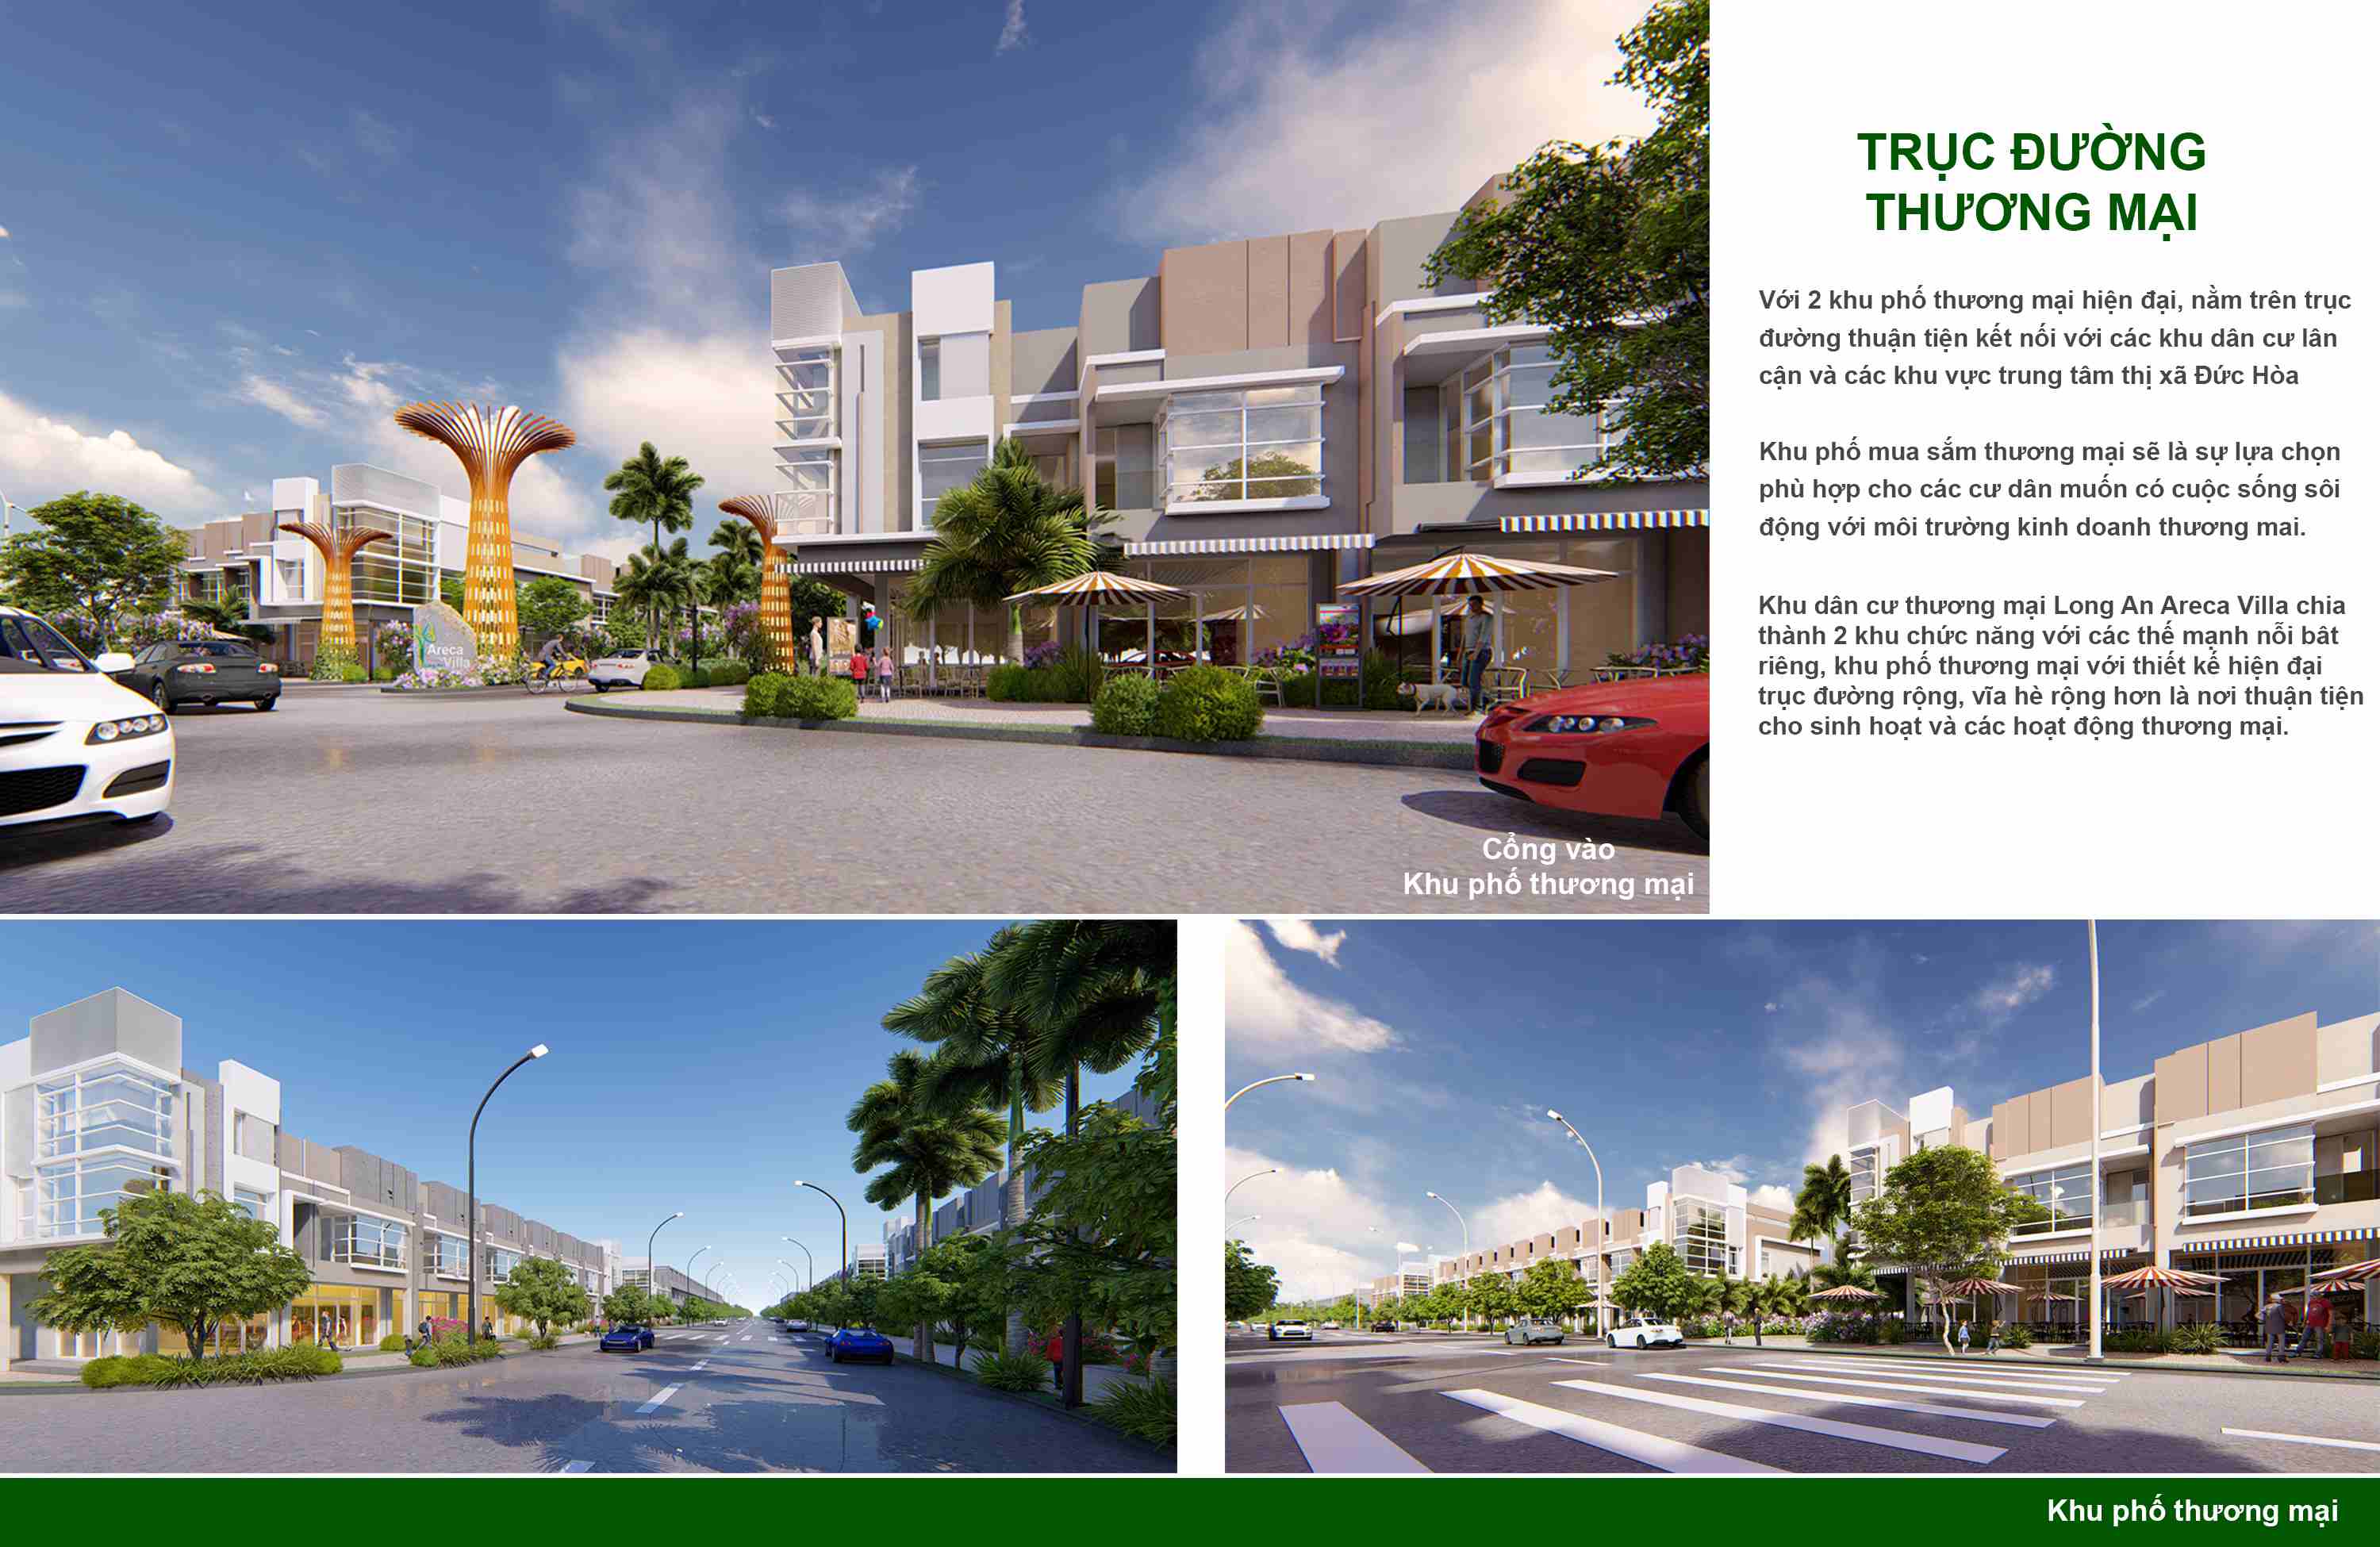 TRỤC ĐƯỜNG
THƯƠNG MẠI
Với 2 khu phố thương mại hiện đại, nằm trên trục
đường thuận tiện kết nối với các khu dân cư lân
cận và các khu vực trung tâm thị xã Đức Hòa
Khu phố mua sắm thương mại sẽ là sự lựa chọn
phù hợp cho các cư dân muốn có cuộc sống sôi
động với môi trường kinh doanh thương mai.
Khu dân cư thương mại Long An Areca Villa chia
thành 2 khu chức năng với các thế mạnh nỗi bât
riêng, khu phố thương mại với thiết kế hiện đại
trục đường rộng, vĩa hè rộng hơn là nơi thuận tiện
cho sinh hoạt và các hoạt động thương mại.
Areca
Villa
Cổng vào
Khu phố thương mại
Khu phố thương mại